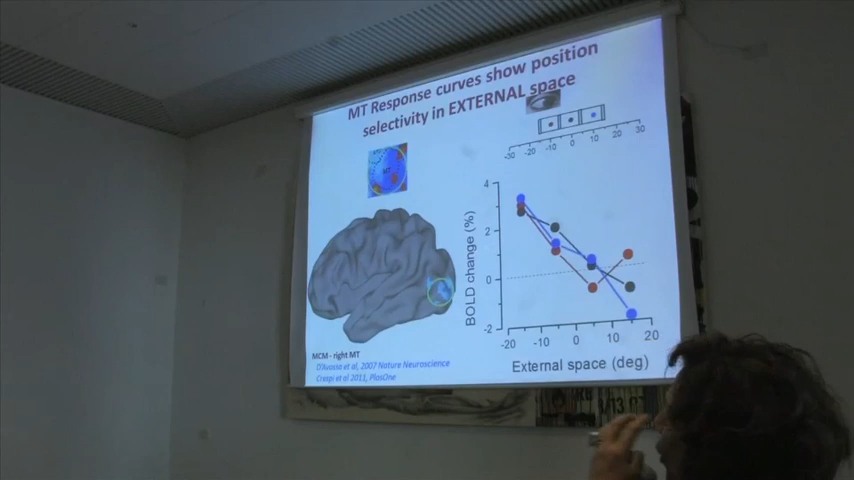 MT Response curves show position
selectivity in EXTERNAL space
MT
-30 -20 -10 0 10 20 30
4
2
0
-2
BOLD change (%)
-20 -10 0 10 20
External space (deg)
MCM - right MT
D'Avossa et al, 2007 Nature Neuroscience
Crespi et al 2011, PlosOne